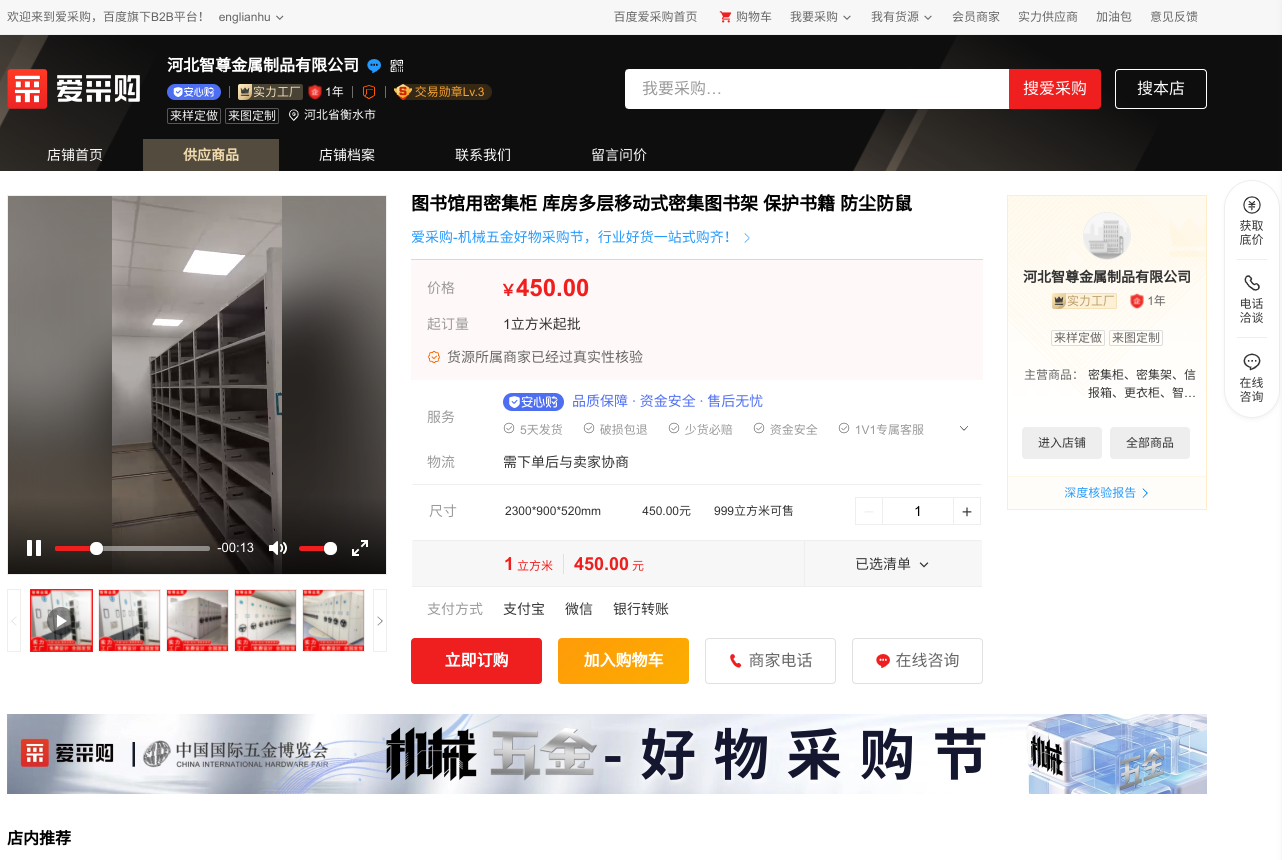 欢迎来到爱采购，百度旗下B2B平台！ englianhu
百度爱采购首页 购物车 我要采购 我有货源 会员商家 实力供应商 加油包 意见反馈
采 爱采购
河北智尊金属制品有限公司
安心购 实力工厂 1年 交易勋章Lv.3
来样定做 来图定制 河北省衡水市
我要采购... 搜爱采购 搜本店
店铺首页 供应商品 店铺档案 联系我们 留言问价
图书馆用密集柜 库房多层移动式密集图书架 保护书籍 防尘防鼠
爱采购-机械五金好物采购节，行业好货一站式购齐！
价格 ¥450.00
起订量 1立方米起批
货源所属商家已经过真实性核验
服务 安心购 品质保障 · 资金安全 · 售后无忧
5天发货 破损包退 少货必赔 资金安全 1V1专属客服
物流 需下单后与卖家协商
尺寸 2300*900*520mm 450.00元 999立方米可售 1 +
1 立方米 450.00 元 已选清单
支付方式 支付宝 微信 银行转账
立即订购 加入购物车 商家电话 在线咨询
-00:13
河北智尊金属制品有限公司
实力工厂 1年
来样定做 来图定制
主营商品： 密集柜、密集架、信
报箱、更衣柜、智...
进入店铺 全部商品
深度核验报告
获取
底价
电话
洽谈
在线
咨询
采 爱采购 中国国际五金博览会
CHINA INTERNATIONAL HARDWARE FAIR
机械 五金 - 好物采购节
机械 五金
店内推荐